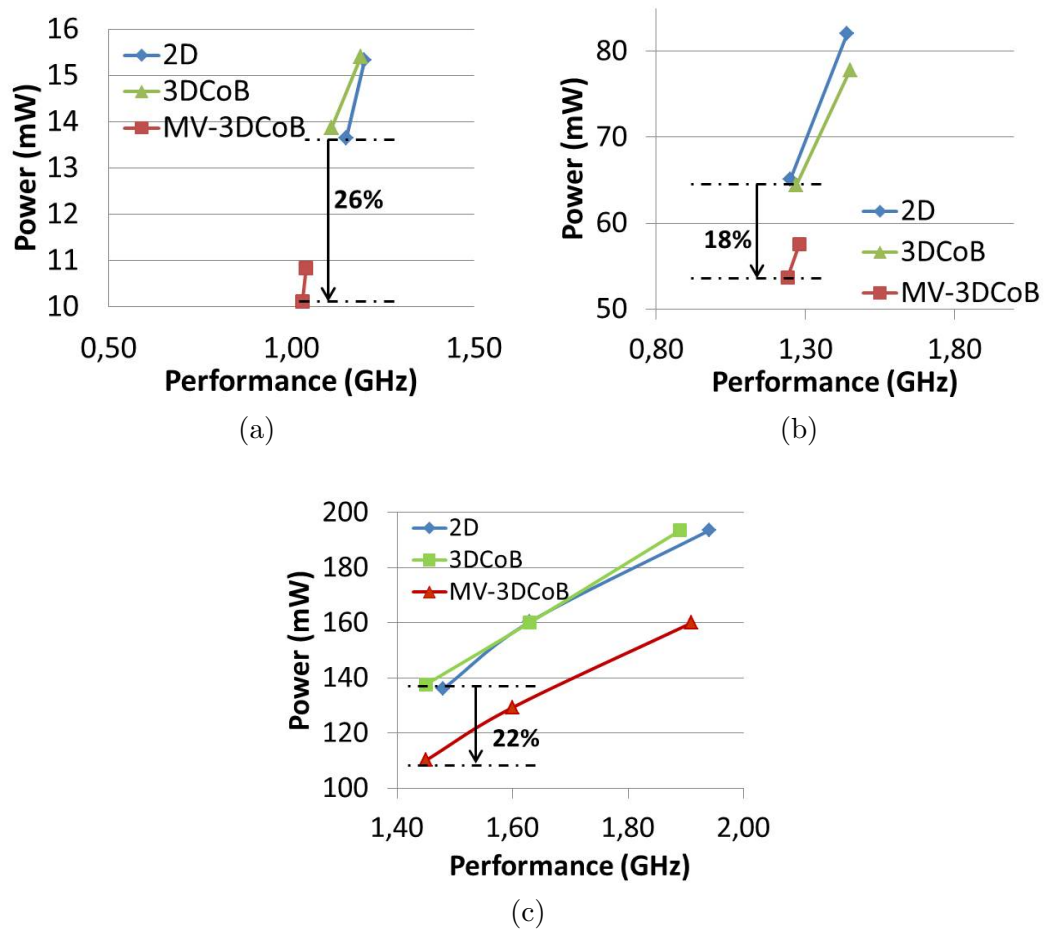 16
15
14
13
12
11
10
Power (mW)
2D
3DCoB
MV-3DCoB
26%
0,50
1,00
1,50
Performance (GHz)
(a)
80
70
60
50
Power (mW)
18%
2D
3DCoB
MV-3DCoB
0,80
1,30
1,80
Performance (GHz)
(b)
200
180
160
140
120
100
Power (mW)
2D
3DCoB
MV-3DCoB
22%
1,40
1,60
1,80
2,00
Performance (GHz)
(c)